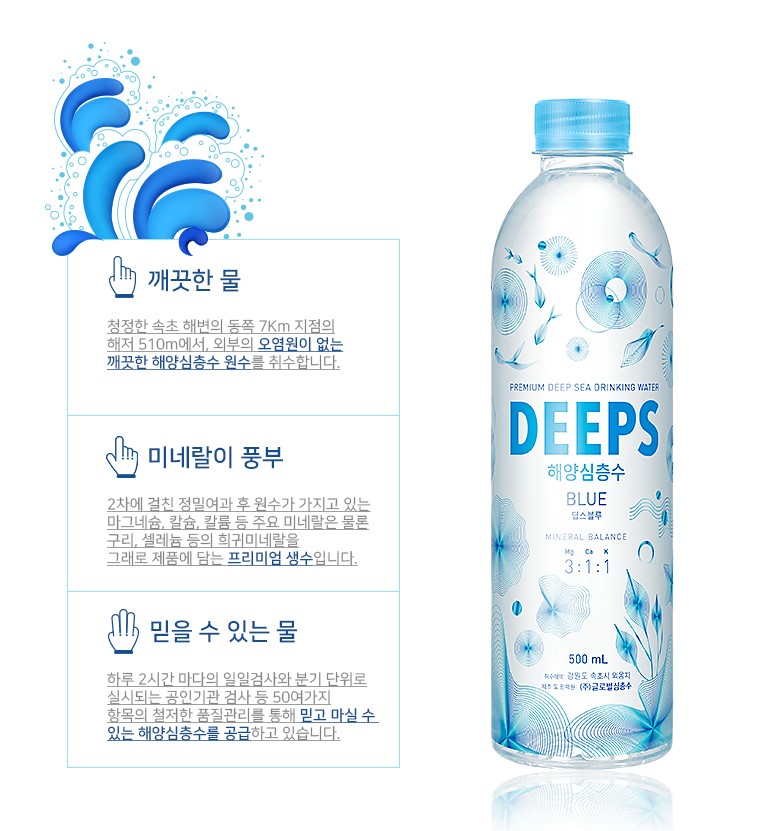 깨끗한 물
청정한 속초 해변의 동쪽 7Km 지점의
해저 510m에서, 외부의 오염원이 없는
깨끗한 해양심층수 원수를 취수합니다.
미네랄이 풍부
2차에 걸친 정밀여과 후 원수가 가지고 있는
마그네슘, 칼슘, 칼륨 등 주요 미네랄은 물론
구리, 셀레늄 등의 희귀미네랄을
그래로 제품에 담는 프리미엄 생수입니다.
믿을 수 있는 물
하루 2시간 마다의 일일검사와 분기 단위로
실시되는 공인기관 검사 등 50여가지
항목의 철저한 품질관리를 통해 믿고 마실 수
있는 해양심층수를 공급하고 있습니다.
PREMIUM DEEP SEA DRINKING WATER
DEEPS
해양심층수
BLUE
딥스블루
MINERAL BALANCE
Mg Ca K
3:1:1
500 mL
취수해역: 강원도 속초시 외옹치
제조 및 판매원: (주)글로벌심층수